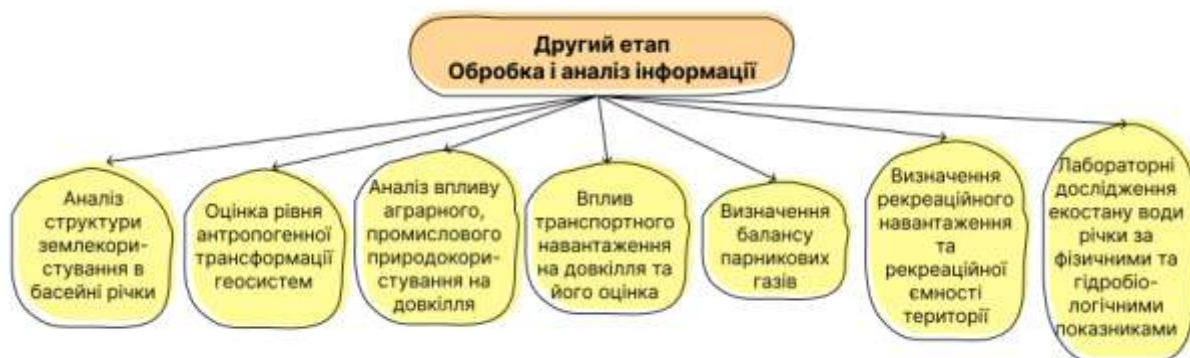 Другий етап
Обробка і аналіз інформації
Аналіз
структури
землекори-
стування в
басейні річки
Оцінка рівня
антропогенної
трансформації
геосистем
Аналіз впливу
аграрного,
промислового
природокори-
стування на
довкілля
Вплив
транспортного
навантаження
на довкілля та
його оцінка
Визначення
балансу
парникових
газів
Визначення
рекреаційного
навантаження
та
рекреаційної
ємності
території
Лабораторні
дослідження
екостану води
річки за
фізичними та
гідробіо-
логічними
показниками